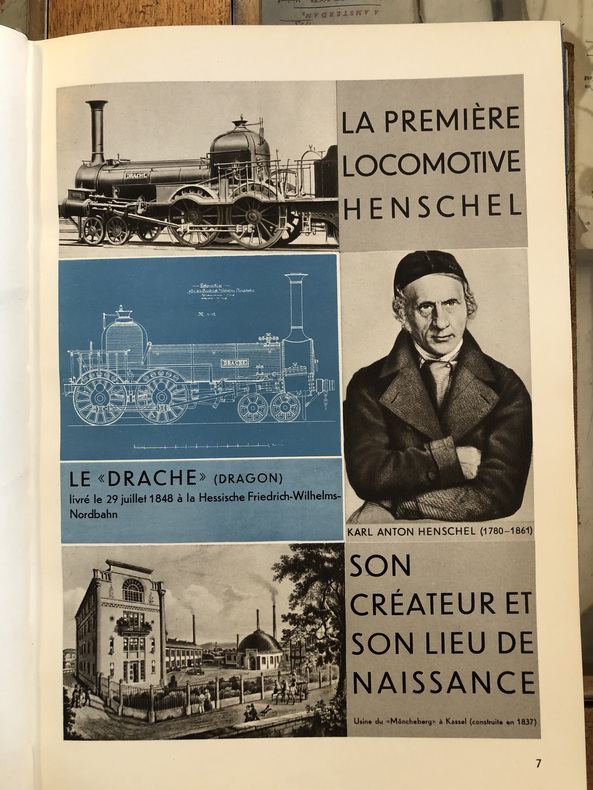 A AMSTERDAM,
LA PREMIÈRE
LOCOMOTIVE
HENSCHEL
DRACHE
DRACHE
LE «DRACHE» (DRAGON)
livré le 29 juillet 1848 à la Hessische Friedrich-Wilhelms-
Nordbahn
KARL ANTON HENSCHEL (1780–1861)
SON
CRÉATEUR ET
SON LIEU DE
NAISSANCE
Usine du «Müncheberg» à Kassel (construite en 1837)
7